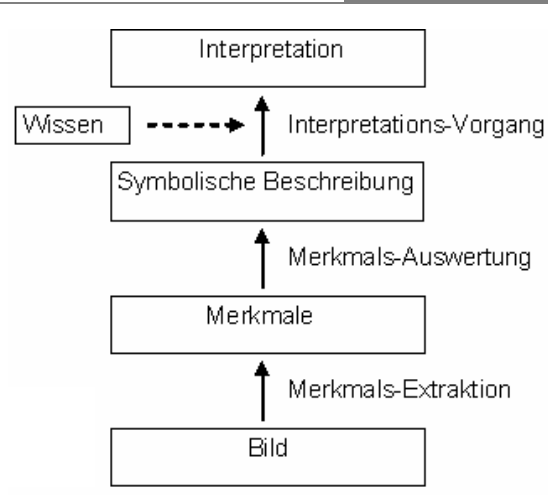 Interpretation
Wissen
Interpretations-Vorgang
Symbolische Beschreibung
Merkmals-Auswertung
Merkmale
Merkmals-Extraktion
Bild